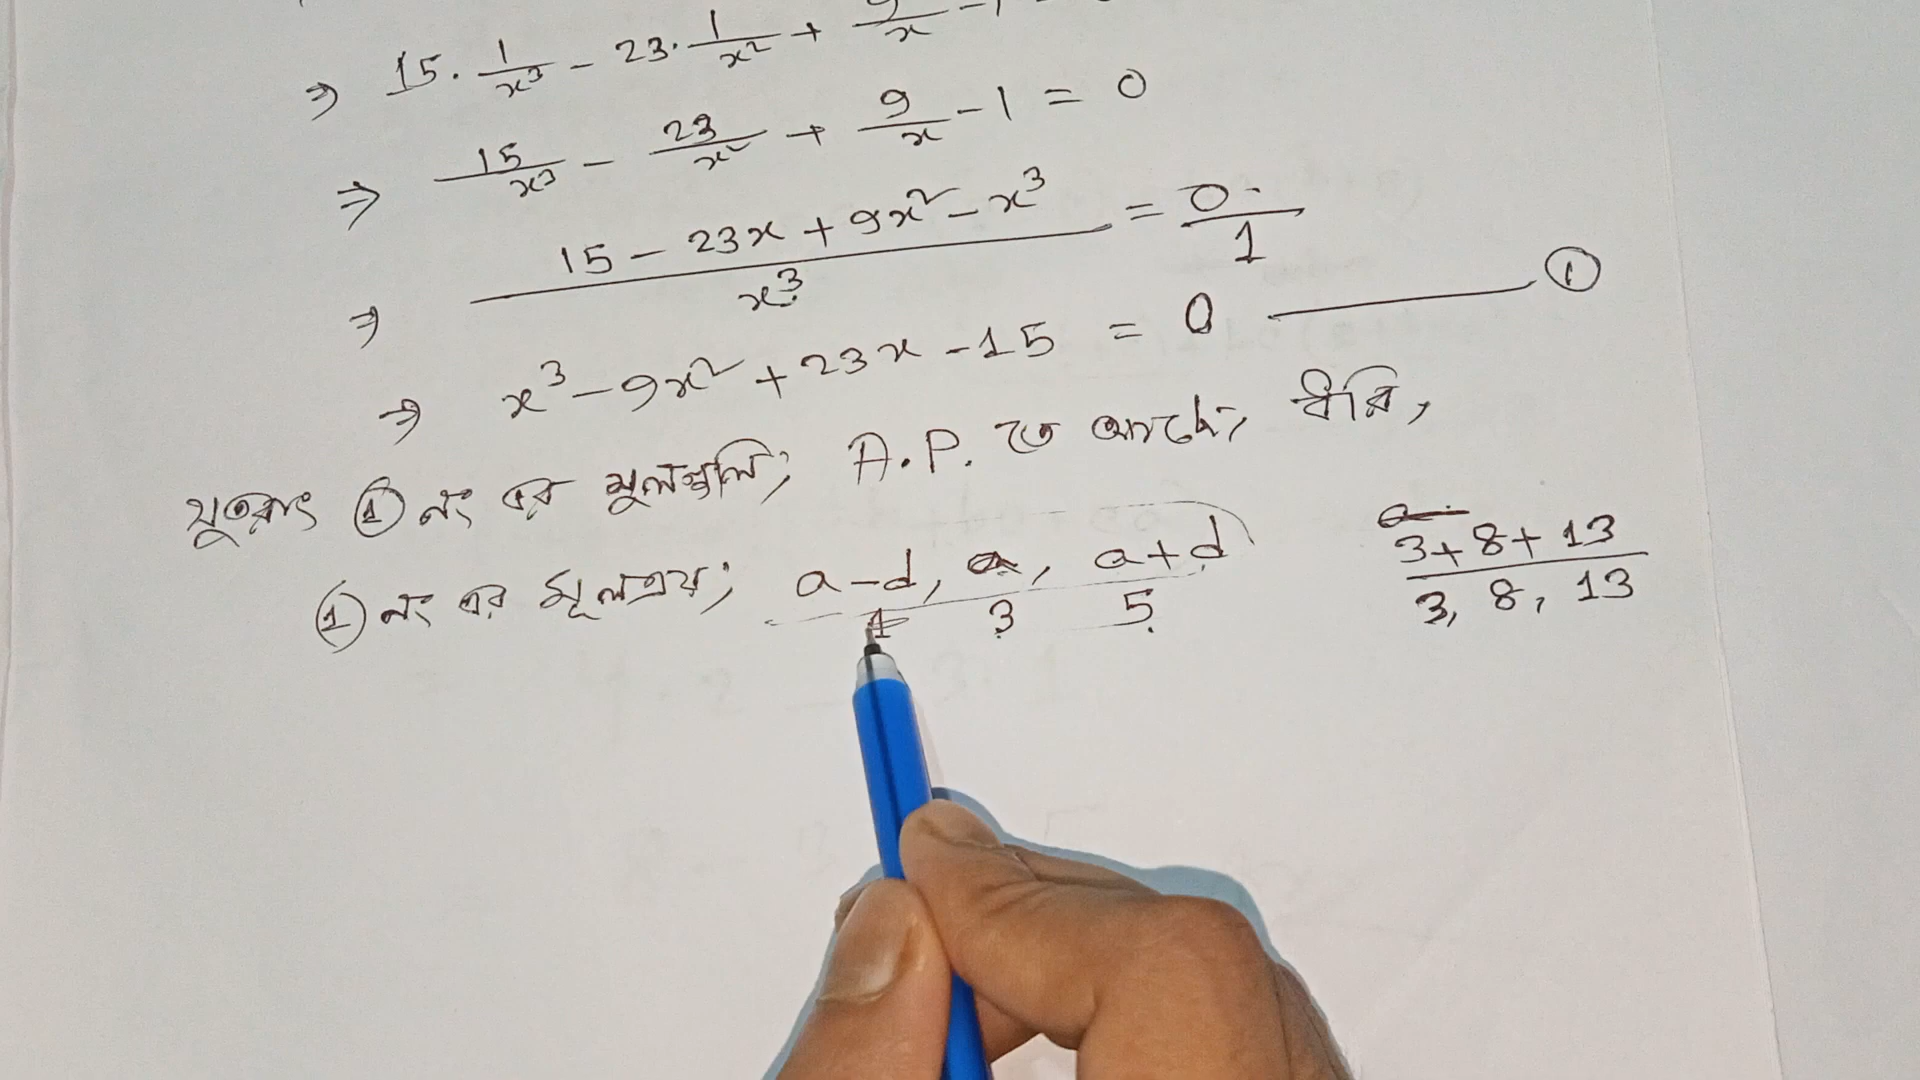 ⇒ 15. 1/x³ - 23. 1/x² + 9/x - 1
⇒ 15/x³ - 23/x² + 9/x - 1 = 0
⇒ (15 - 23x + 9x² - x³)/x³ = 0/1
⇒ x³ - 9x² + 23x - 15 = 0 ——— ①
সুতরাং ① নং এর মূলগুলি; A.P. তে আছে; ধরি,
① নং এর মূলত্রয়; a-d, a, a+d
1 3 5
3+8+13
3, 8, 13